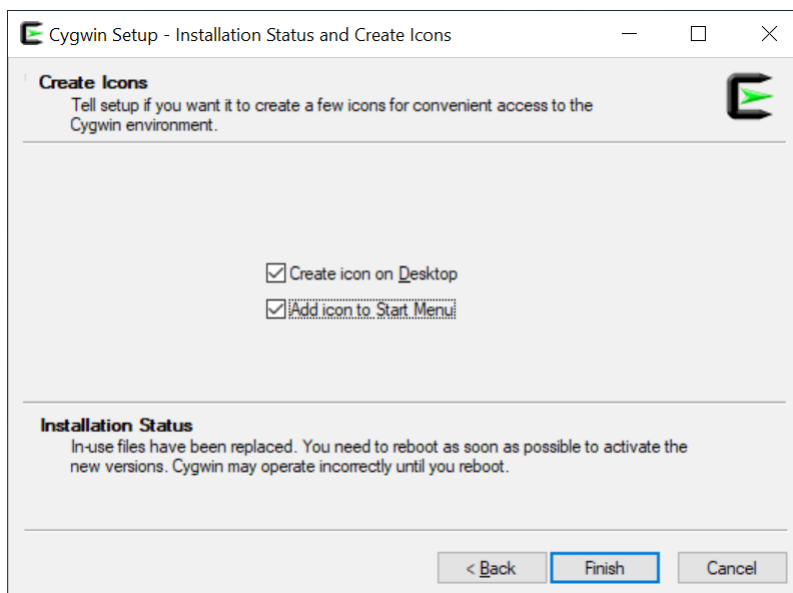 Cygwin Setup - Installation Status and Create Icons
Create Icons
Tell setup if you want it to create a few icons for convenient access to the
Cygwin environment.
Create icon on Desktop
Add icon to Start Menu
Installation Status
In-use files have been replaced. You need to reboot as soon as possible to activate the
new versions. Cygwin may operate incorrectly until you reboot.
< Back
Finish
Cancel